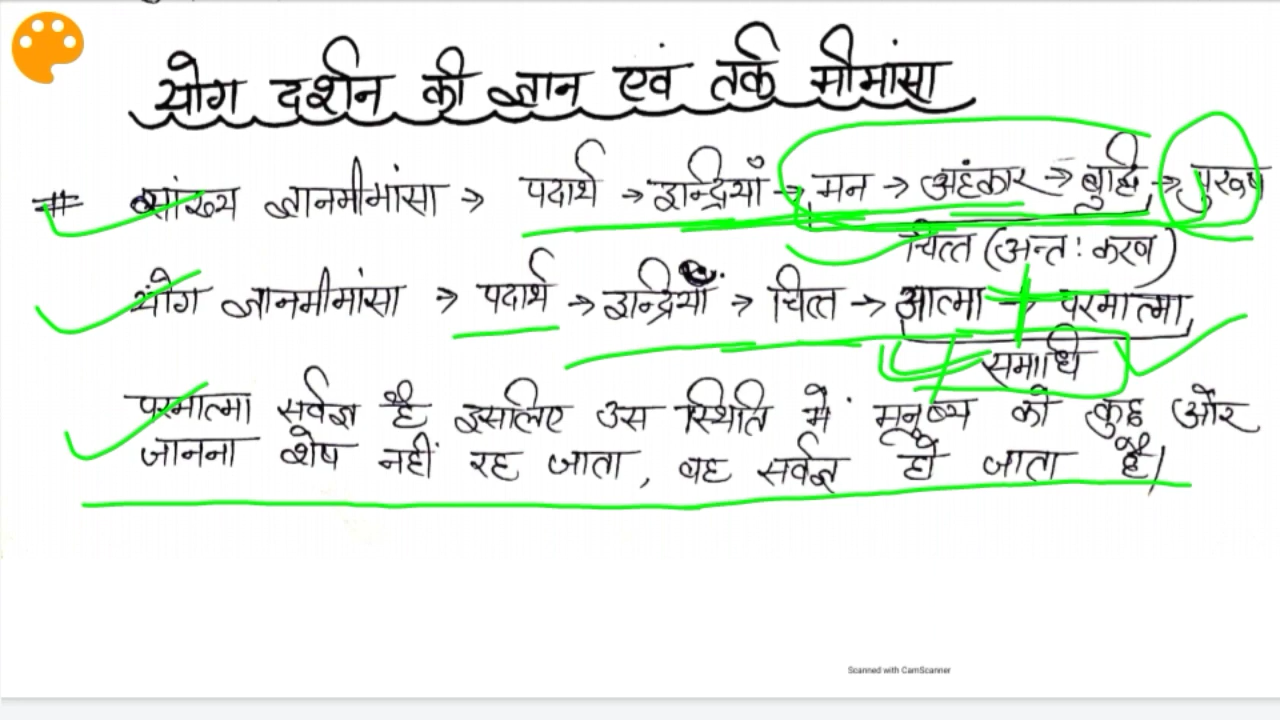 योग दर्शन की ज्ञान एवं तर्क मीमांसा
# सांख्य ज्ञानमीमांसा → पदार्थ → इन्द्रियाँ → मन → अहंकार → बुद्धि → पुरूष
चित्त (अन्तः करण)
योग ज्ञानमीमांसा → पदार्थ → इन्द्रियाँ → चित्त → आत्मा → परमात्मा
समाधि
परमात्मा सर्वज्ञ है इसलिए उस स्थिति में मनुष्य को कुछ और
जानना शेष नहीं रह जाता, वह सर्वज्ञ हो जाता है।
Scanned with CamScanner